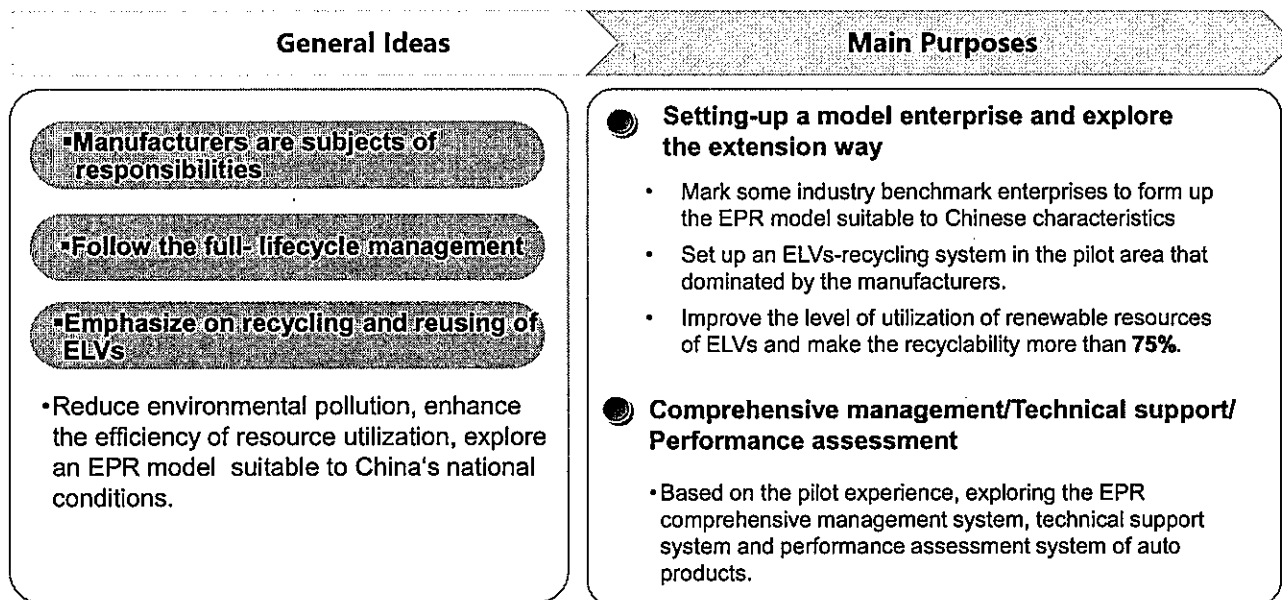 General Ideas
Main Purposes
▪Manufacturers are subjects of
responsibilities
▪Follow the full- lifecycle management
▪Emphasize on recycling and reusing of
ELVs
•Reduce environmental pollution, enhance
the efficiency of resource utilization, explore
an EPR model suitable to China's national
conditions.
Setting-up a model enterprise and explore
the extension way
• Mark some industry benchmark enterprises to form up
the EPR model suitable to Chinese characteristics
• Set up an ELVs-recycling system in the pilot area that
dominated by the manufacturers.
• Improve the level of utilization of renewable resources
of ELVs and make the recyclability more than 75%.
Comprehensive management/Technical support/
Performance assessment
•Based on the pilot experience, exploring the EPR
comprehensive management system, technical support
system and performance assessment system of auto
products.